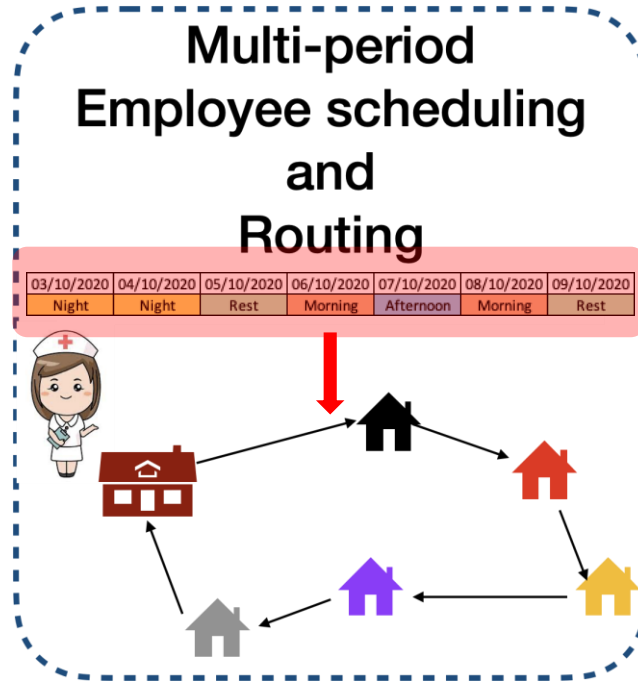 Multi-period
Employee scheduling
and
Routing
03/10/2020 04/10/2020 05/10/2020 06/10/2020 07/10/2020 08/10/2020 09/10/2020
Night Night Rest Morning Afternoon Morning Rest